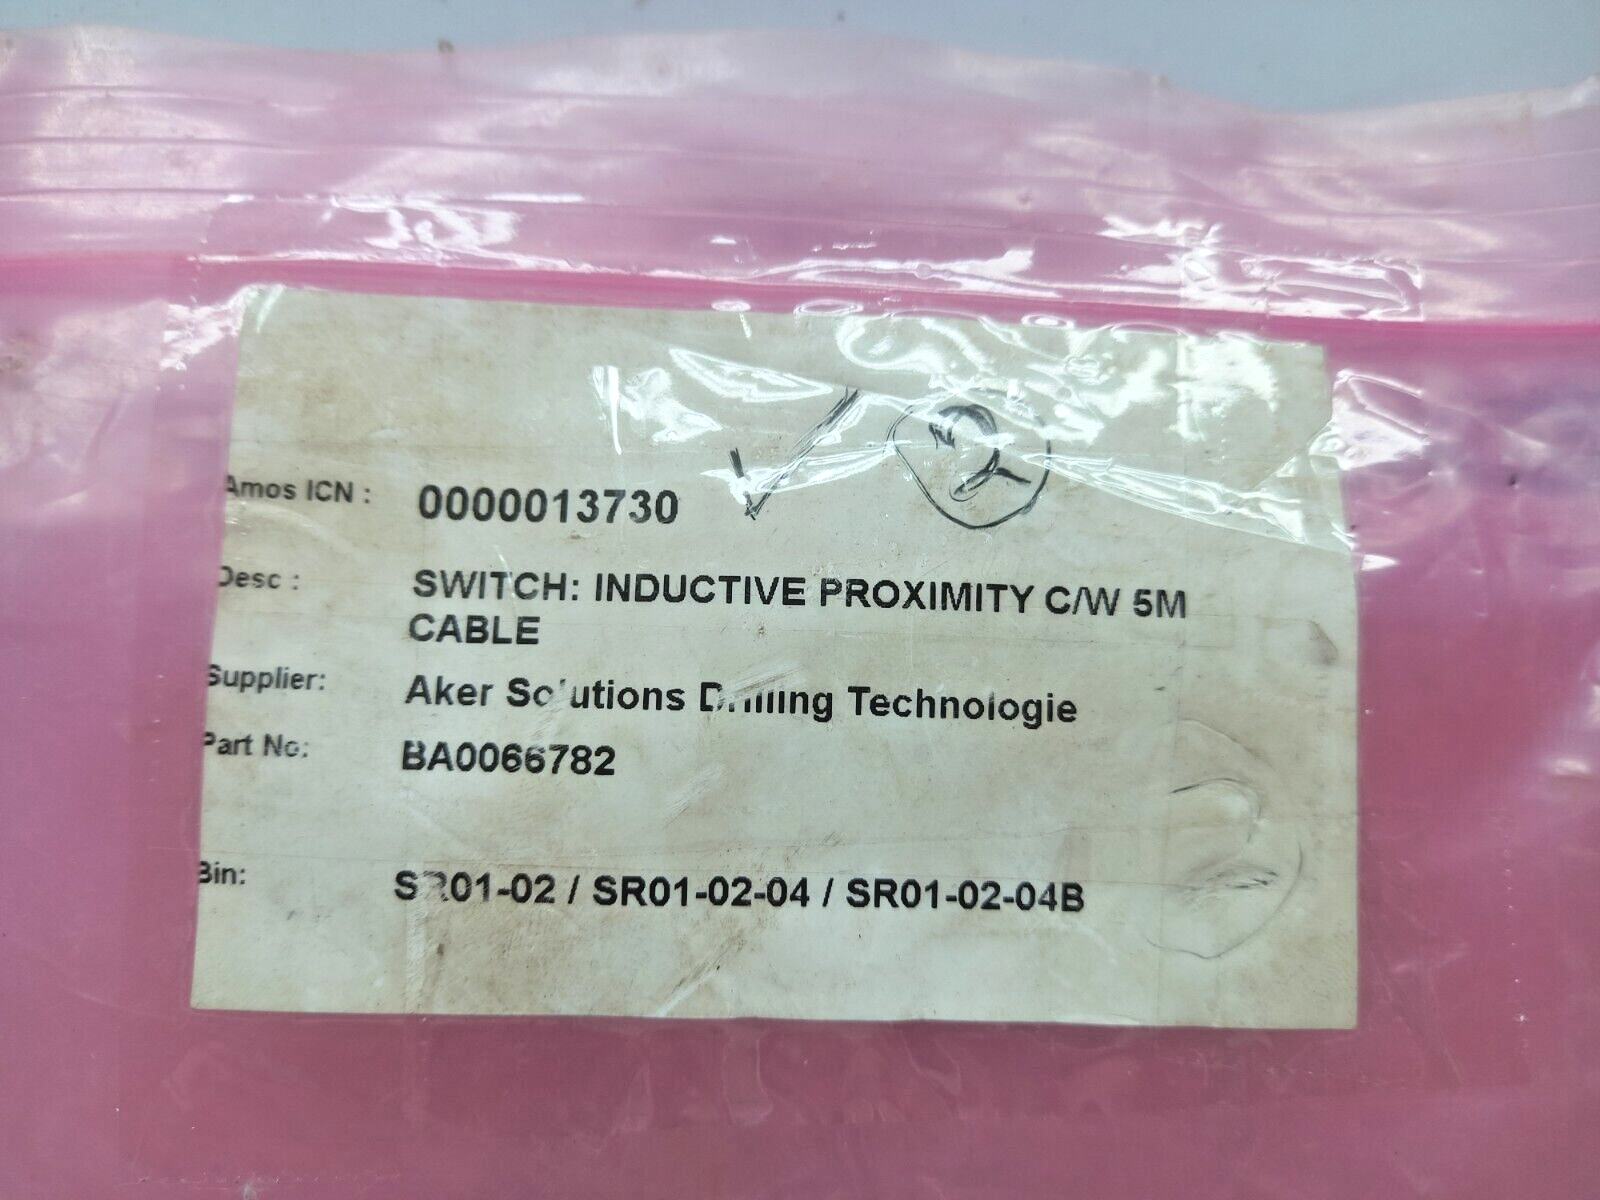 Amos ICN : 0000013730
2
Desc : SWITCH: INDUCTIVE PROXIMITY C/W 5M
CABLE
Supplier: Aker Solutions Drilling Technologie
Part No: BA0066782
Bin: SR01-02 / SR01-02-04 / SR01-02-04B